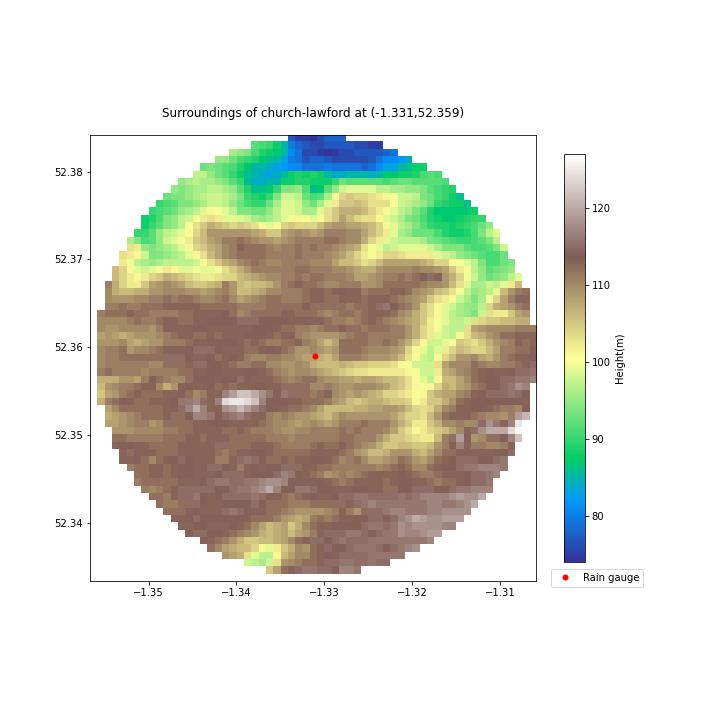 Surroundings of church-lawford at (-1.331,52.359)
52.38
52.37
52.36
52.35
52.34
−1.35 −1.34 −1.33 −1.32 −1.31
120
110
100
90
80
Height(m)
Rain gauge